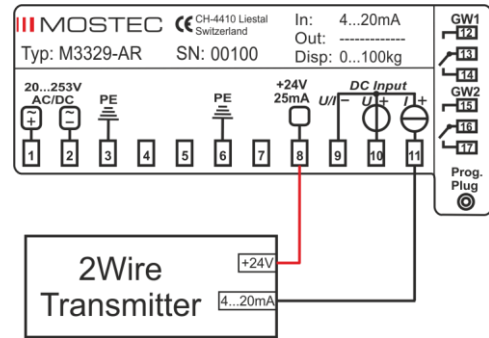 MOSTEC
CE CH-4410 Liestal
Switzerland
In: 4...20mA
Out: -------------
Typ: M3329-AR SN: 00100 Disp: 0...100kg
GW1
12
13
14
GW2
15
16
17
Prog.
Plug
20...253V
AC/DC
PE
PE
+24V
25mA
DC Input
U/I − U + I +
~ ~
+ −
1 2 3 4 5 6 7 8 9 10 11
2Wire
Transmitter
+24V
4...20mA